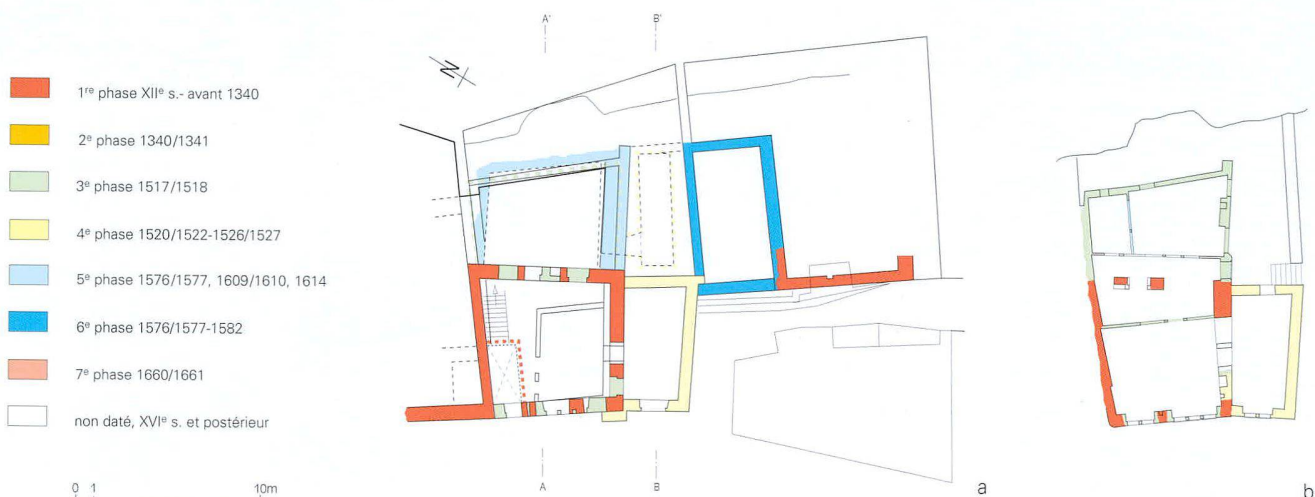 1re phase XIIe s.- avant 1340
2e phase 1340/1341
3e phase 1517/1518
4e phase 1520/1522-1526/1527
5e phase 1576/1577, 1609/1610, 1614
6e phase 1576/1577-1582
7e phase 1660/1661
non daté, XVIe s. et postérieur
0 1 10m
A' B'
N
A B
a
b